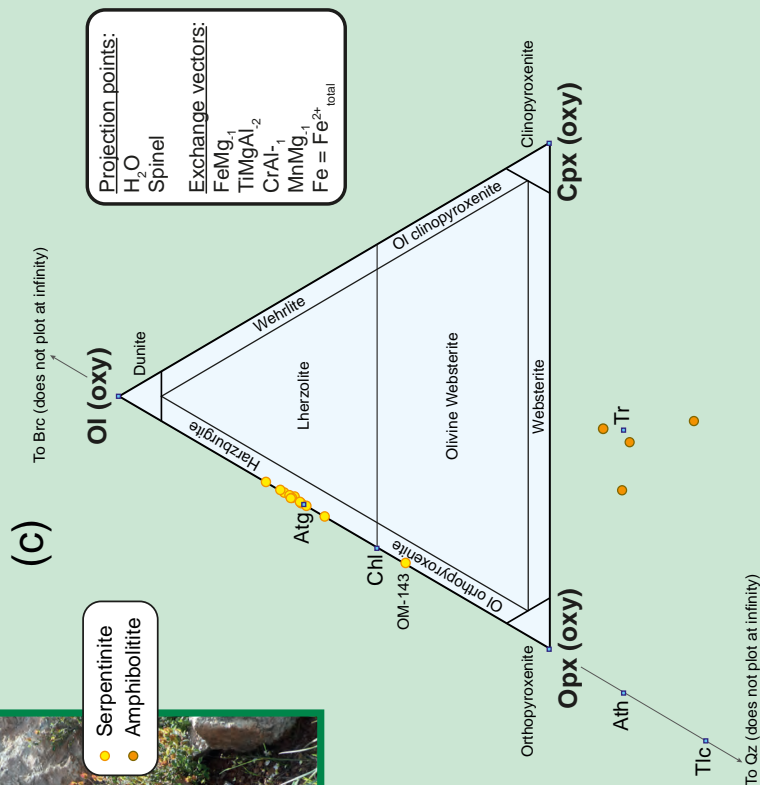 (c)
To Brc (does not plot at infinity)
Projection points:
H2O
Spinel
Exchange vectors:
FeMg-1
TiMgAl-2
CrAl-1
MnMg-1
Fe = Fe2+ total
Ol (oxy)
Dunite
Wehrlite
Harzburgite
Lherzolite
Ol clinopyroxenite
Atg
Chl
OM-143
Ol orthopyroxenite
Olivine Websterite
Websterite
Clinopyroxenite
Cpx (oxy)
Orthopyroxenite
Opx (oxy)
Serpentinite
Amphibolitite
Ath
Tlc
Tr
To Qz (does not plot at infinity)